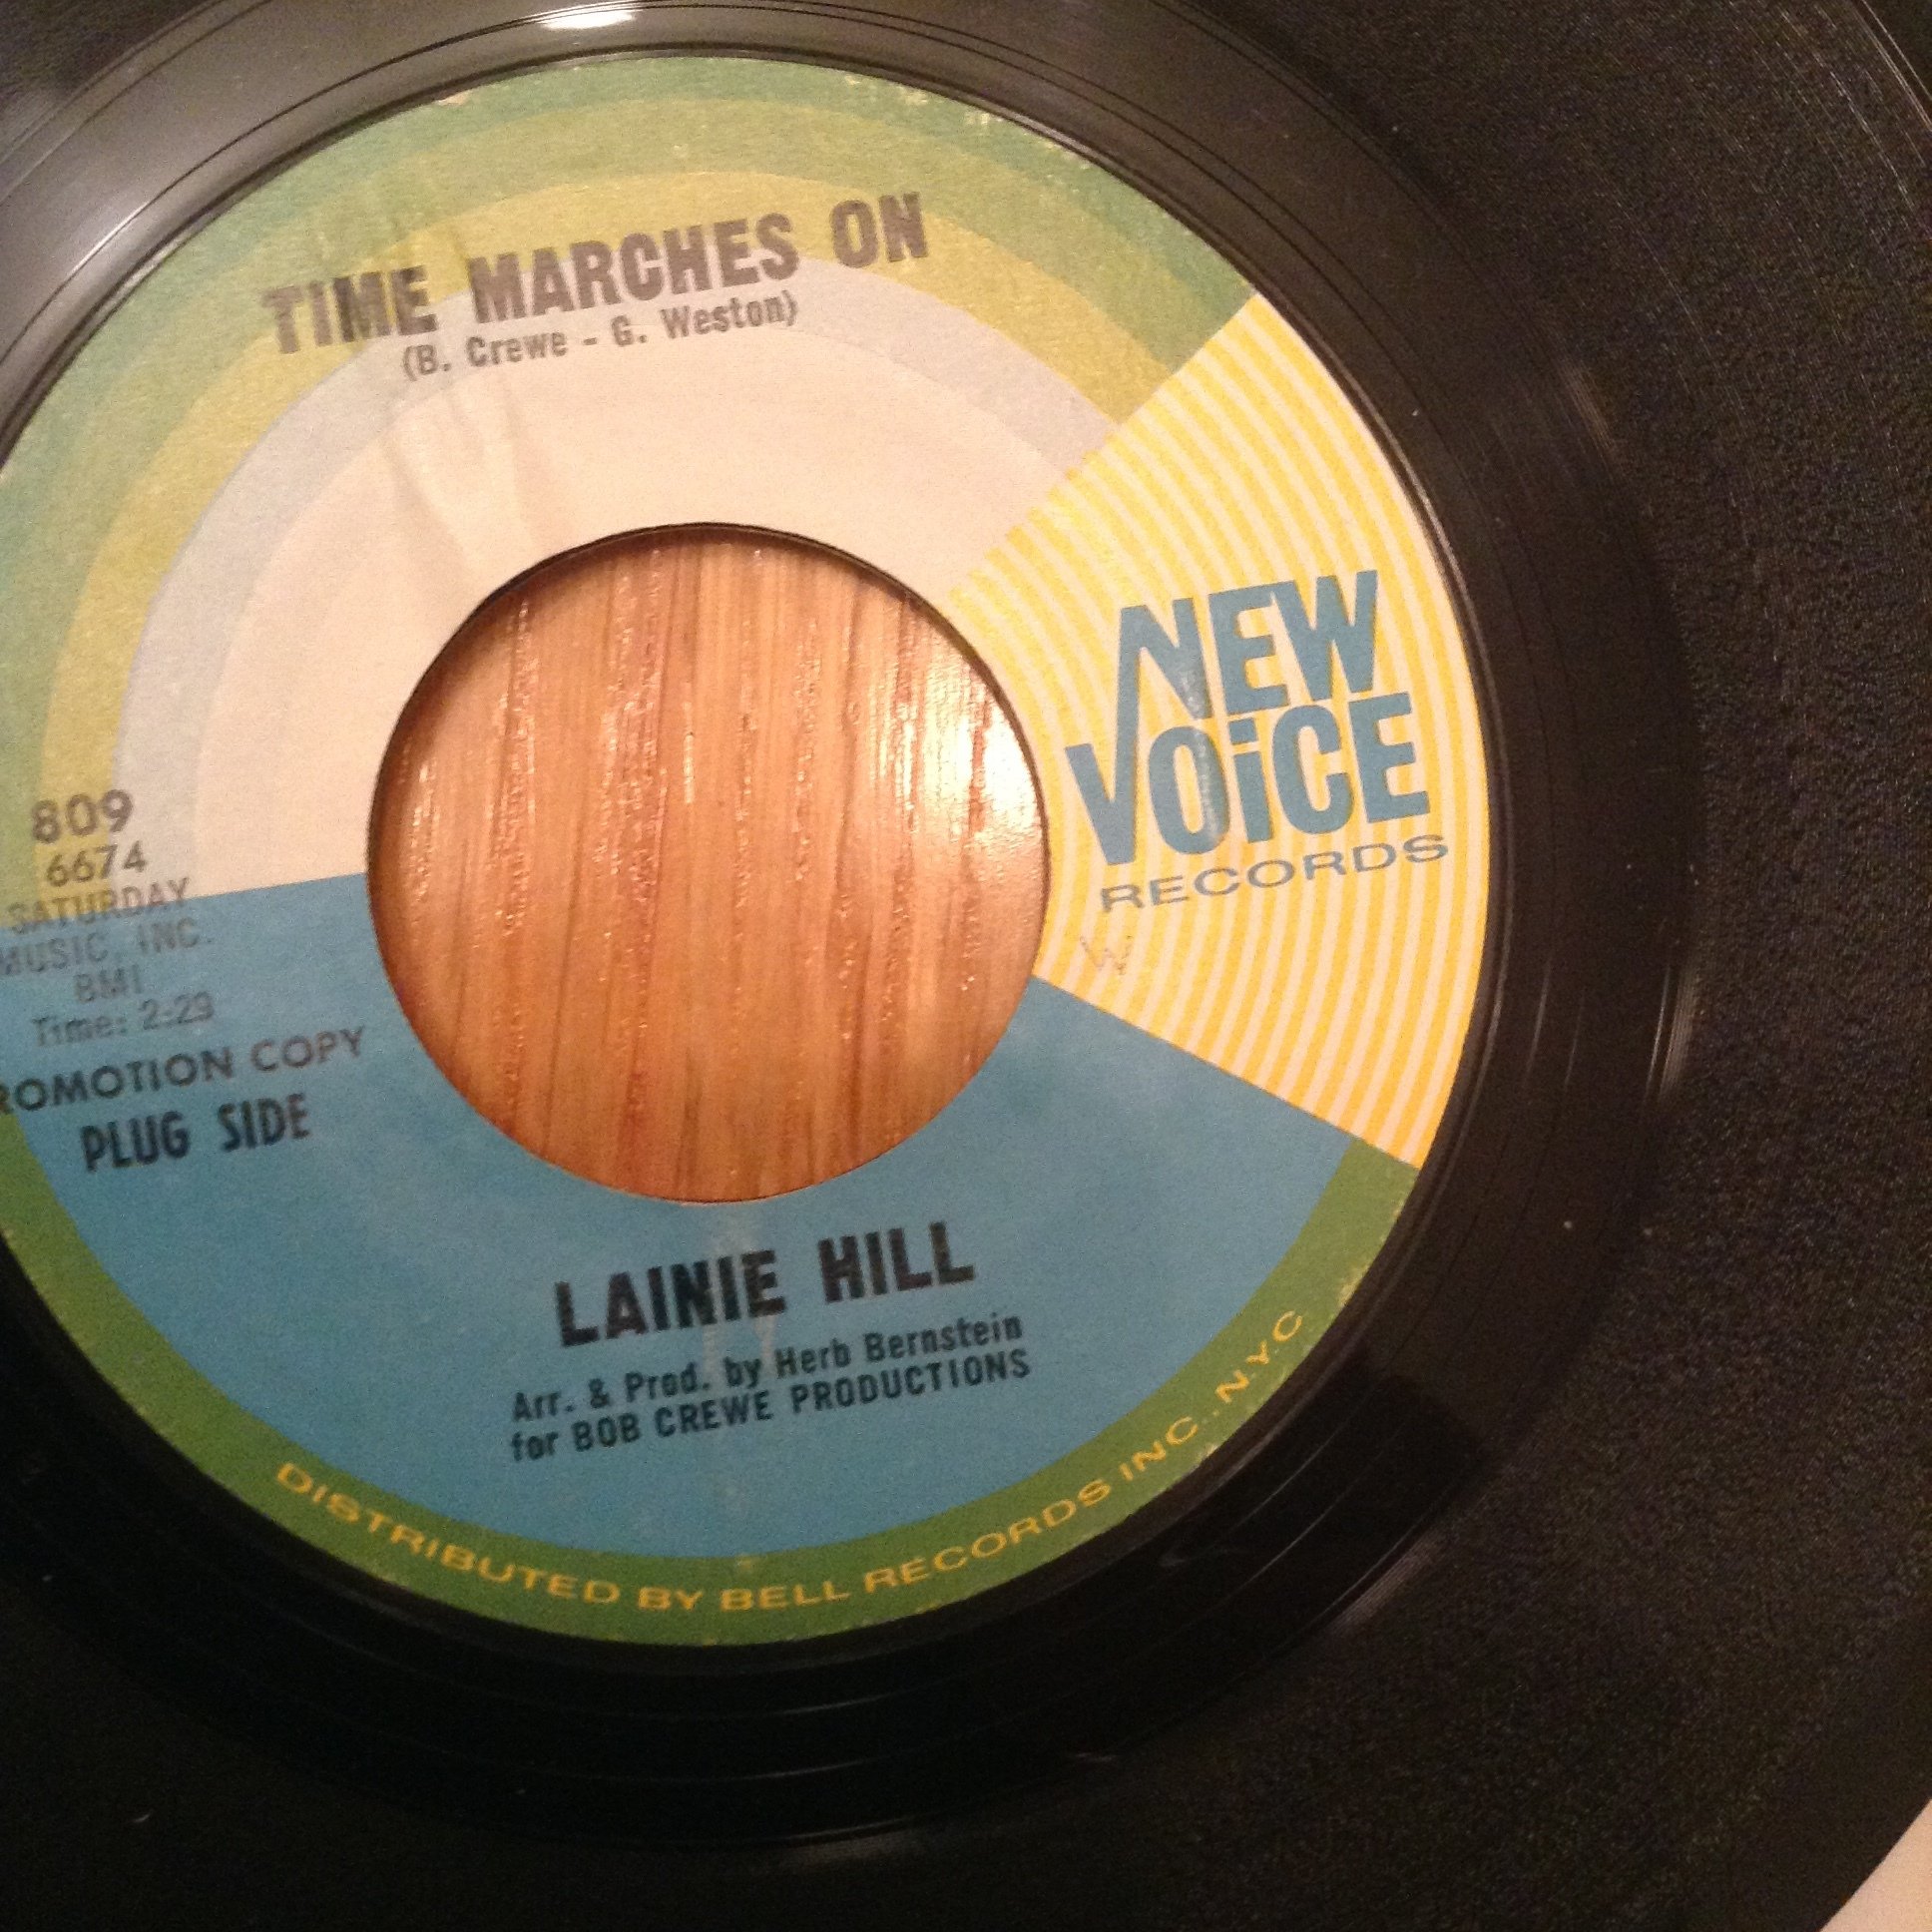 TIME MARCHES ON
(B. Crewe - G. Weston)
NEW
VOiCE
RECORDS
W
809
6674
SATURDAY
MUSIC, INC.
BMI
Time: 2:29
ROMOTION COPY
PLUG SIDE
LAINIE HILL
Arr. & Prod. by Herb Bernstein
for BOB CREWE PRODUCTIONS
DISTRIBUTED BY BELL RECORDS INC., N.Y.C